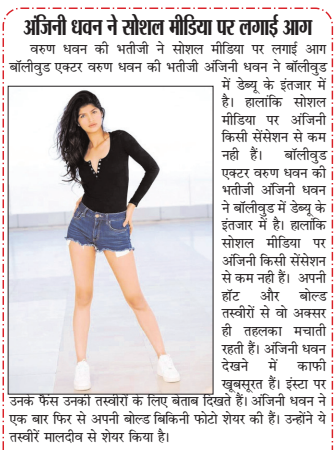 अंजिनी धवन ने सोशल मीडिया पर लगाई आग
वरुण धवन की भतीजी ने सोशल मीडिया पर लगाई आग
बॉलीवुड एक्टर वरुण धवन की भतीजी अंजिनी धवन ने बॉलीवुड
में डेब्यू के इंतजार में
है। हालांकि सोशल
मीडिया पर अंजिनी
किसी सेंसेशन से कम
नही हैं। बॉलीवुड
एक्टर वरुण धवन की
भतीजी अंजिनी धवन
ने बॉलीवुड में डेब्यू के
इंतजार में है। हालांकि
सोशल मीडिया पर
अंजिनी किसी सेंसेशन
से कम नही हैं। अपनी
हॉट और बोल्ड
तस्वीरों से वो अक्सर
ही तहलका मचाती
रहती हैं। अंजिनी धवन
देखने में काफी
खूबसूरत हैं। इंस्टा पर
उनके फैंस उनकी तस्वीरों के लिए बेताब दिखते हैं। अंजिनी धवन ने
एक बार फिर से अपनी बोल्ड बिकिनी फोटो शेयर की हैं। उन्होंने ये
तस्वीरें मालदीव से शेयर किया है।